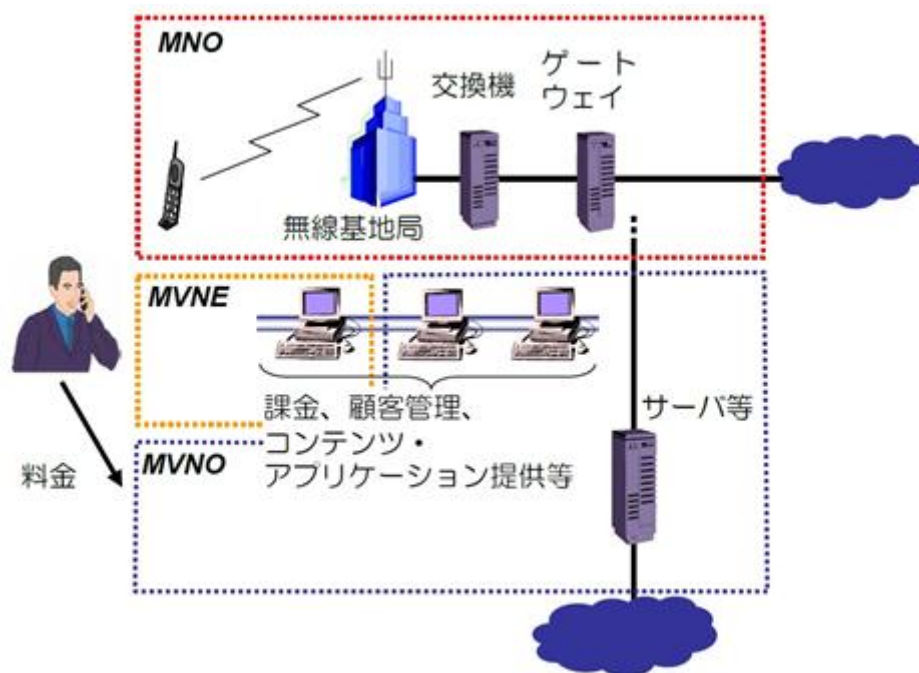 MNO
交換機
ゲート
ウェイ
無線基地局
MVNE
課金、顧客管理、
コンテンツ・
アプリケーション提供等
サーバ等
MVNO
料金